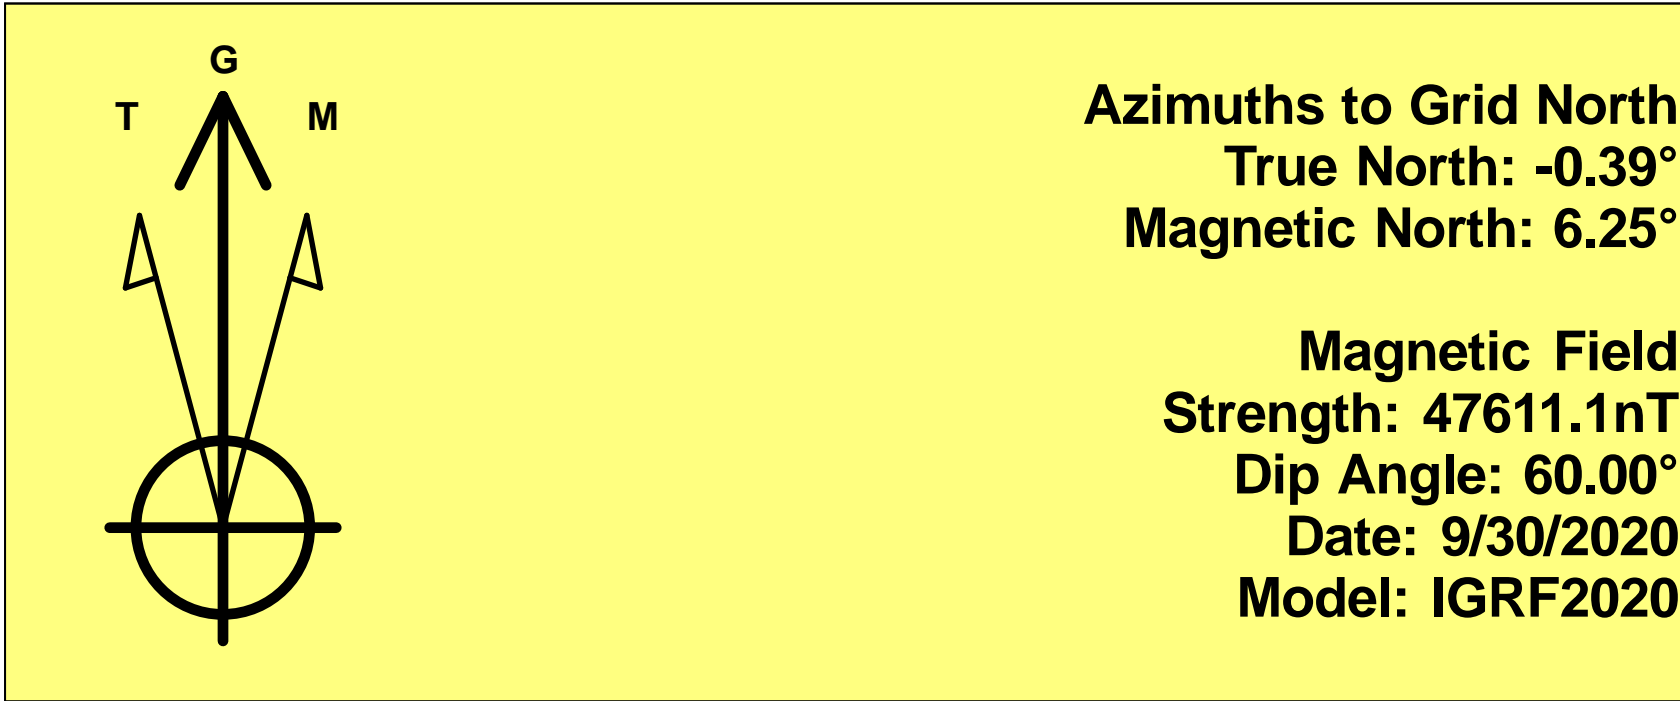 G
T M
Azimuths to Grid North
True North: -0.39°
Magnetic North: 6.25°
Magnetic Field
Strength: 47611.1nT
Dip Angle: 60.00°
Date: 9/30/2020
Model: IGRF2020